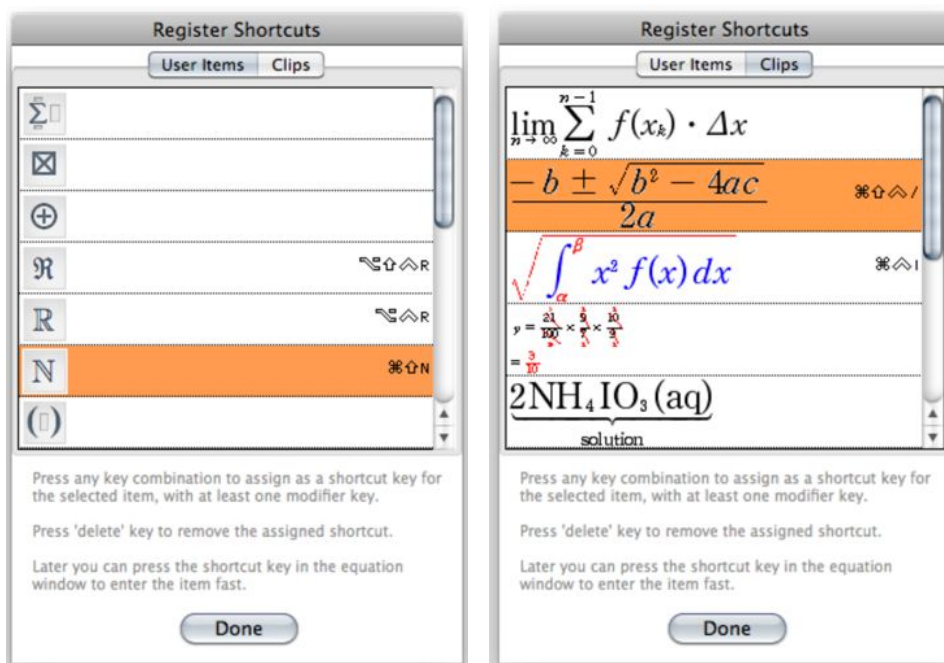 Register Shortcuts
User Items Clips
Σ
⊠
⊕
ℜ ⌥⇧⌃R
ℝ ⌥⌃R
ℕ ⌘⇧N
( )
Press any key combination to assign as a shortcut key for
the selected item, with at least one modifier key.
Press 'delete' key to remove the assigned shortcut.
Later you can press the shortcut key in the equation
window to enter the item fast.
Done
Register Shortcuts
User Items Clips
lim n→∞ ∑ k=0 n−1 f(xₖ) · Δx
−b ± √(b² − 4ac) / 2a ⌘⇧⌃/
√(∫ α β x² f(x) dx) ⌘⌃I
= 3/10
2NH₄IO₃(aq)
solution
Press any key combination to assign as a shortcut key for
the selected item, with at least one modifier key.
Press 'delete' key to remove the assigned shortcut.
Later you can press the shortcut key in the equation
window to enter the item fast.
Done